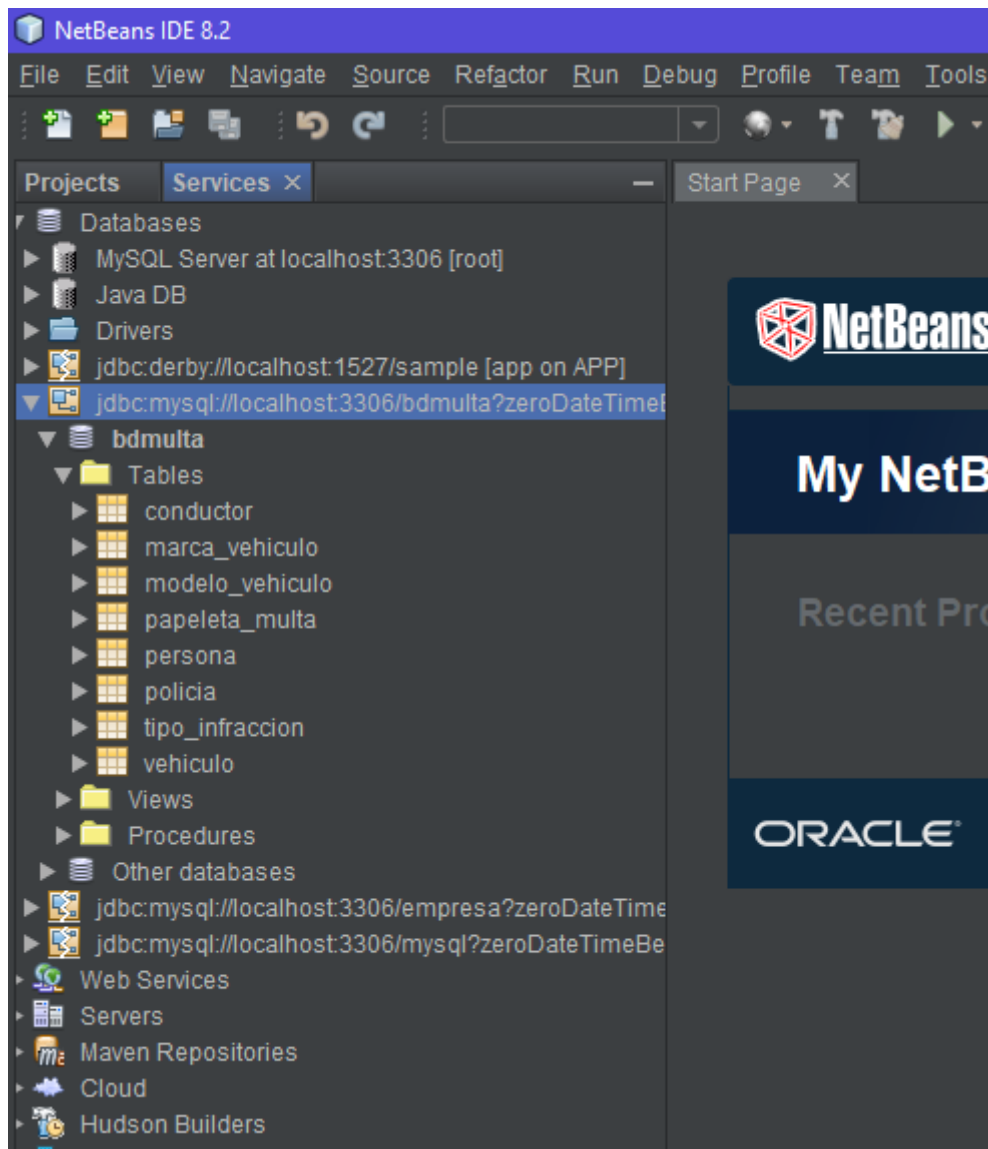 NetBeans IDE 8.2
File Edit View Navigate Source Refactor Run Debug Profile Team Tools
Projects Services Start Page
Databases
MySQL Server at localhost:3306 [root]
Java DB
Drivers
NetBeans
jdbc:derby://localhost:1527/sample [app on APP]
jdbc:mysql://localhost:3306/bdmulta?zeroDateTimeB
bdmulta
My NetB
Tables
conductor
marca_vehiculo
modelo_vehiculo
Recent Pro
papeleta_multa
persona
policia
tipo_infraccion
vehiculo
Views
Procedures
ORACLE
Other databases
jdbc:mysql://localhost:3306/empresa?zeroDateTime
jdbc:mysql://localhost:3306/mysql?zeroDateTimeBe
Web Services
Servers
Maven Repositories
Cloud
Hudson Builders